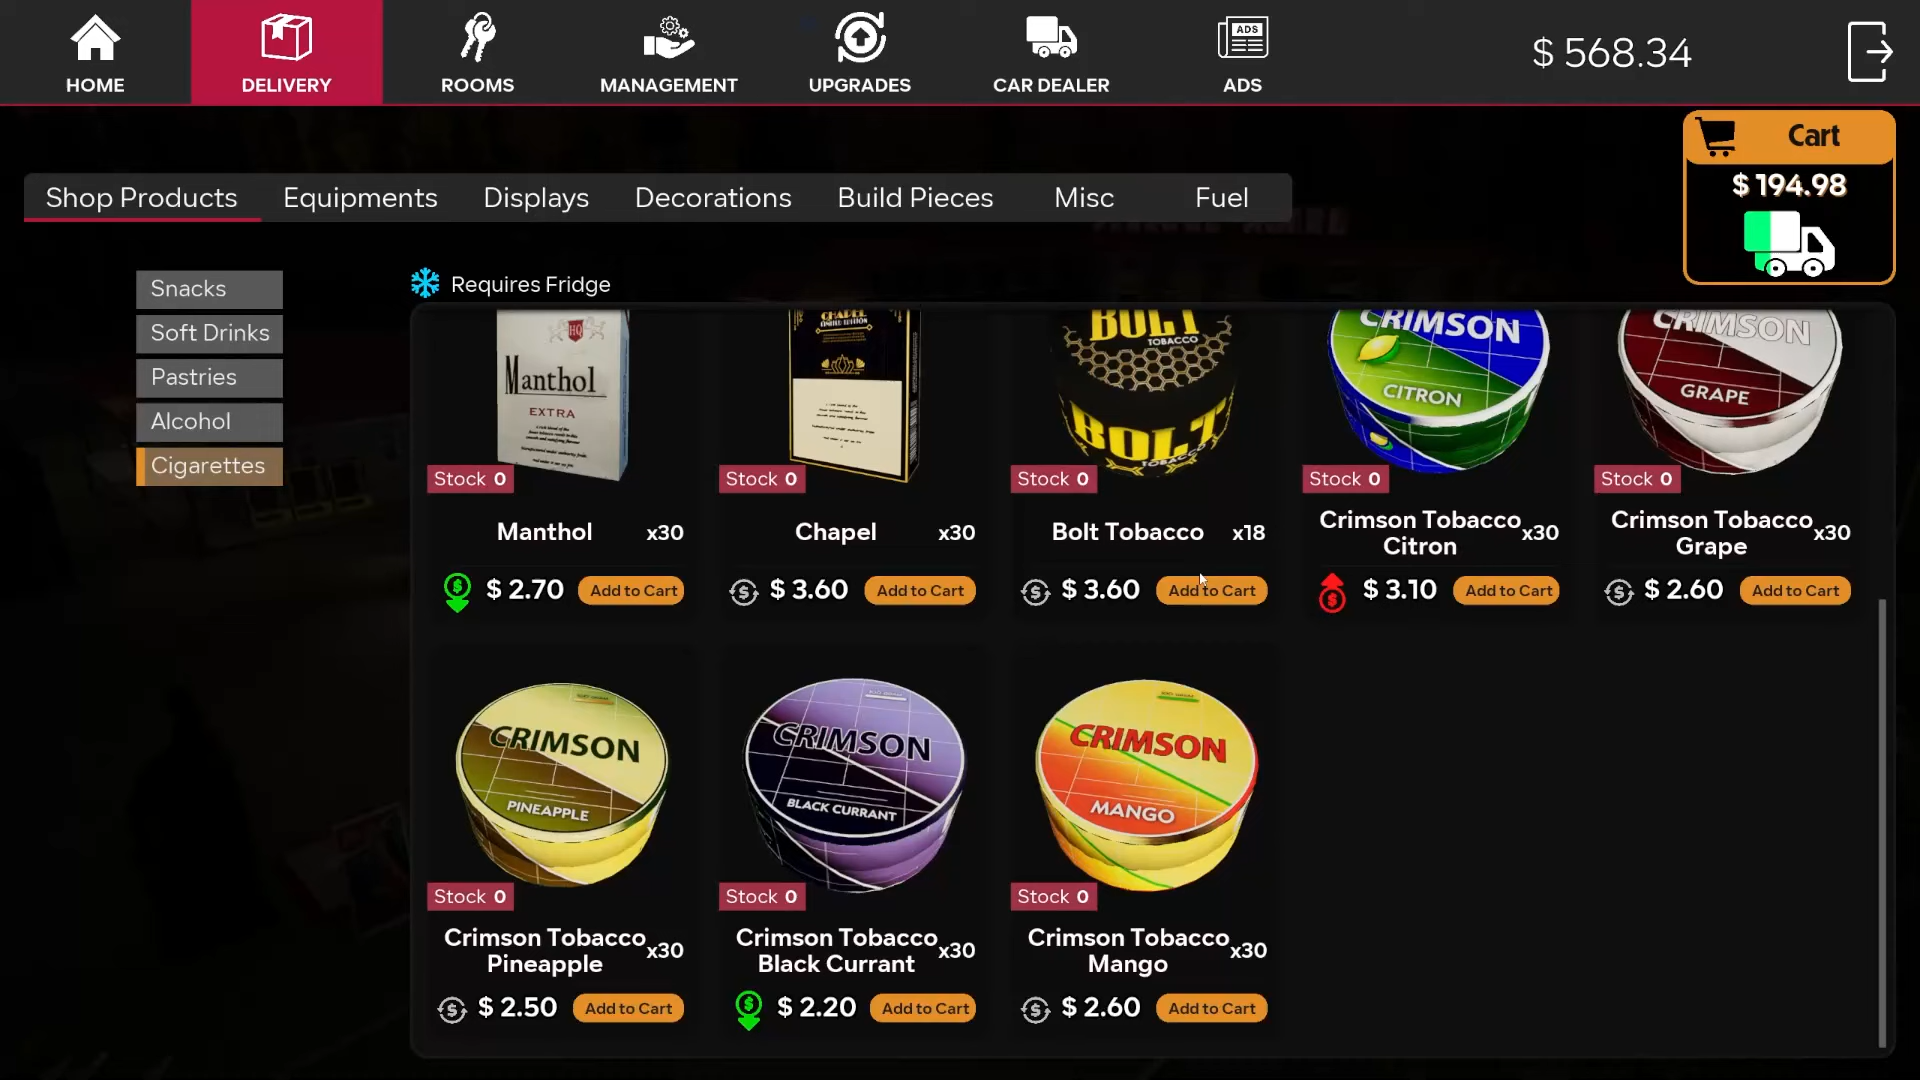 HOME
DELIVERY
ROOMS
MANAGEMENT
UPGRADES
CAR DEALER
ADS
ADS
$ 568.34
Cart
$ 194.98
Shop Products
Equipments
Displays
Decorations
Build Pieces
Misc
Fuel
Snacks
Soft Drinks
Pastries
Alcohol
Cigarettes
Requires Fridge
HQ
Manthol
EXTRA
Stock 0
Manthol x30
$ 2.70
Add to Cart
CHAPEL
LIMITED EDITION
Stock 0
Chapel x30
$ 3.60
Add to Cart
BOLT
TOBACCO
BOLT
TOBACCO
Stock 0
Bolt Tobacco x18
$ 3.60
Add to Cart
CRIMSON
CITRON
Stock 0
Crimson Tobacco x30
Citron
$ 3.10
Add to Cart
CRIMSON
GRAPE
Stock 0
Crimson Tobacco x30
Grape
$ 2.60
Add to Cart
CRIMSON
PINEAPPLE
Stock 0
Crimson Tobacco x30
Pineapple
$ 2.50
Add to Cart
CRIMSON
BLACK CURRANT
Stock 0
Crimson Tobacco x30
Black Currant
$ 2.20
Add to Cart
CRIMSON
MANGO
Stock 0
Crimson Tobacco x30
Mango
$ 2.60
Add to Cart